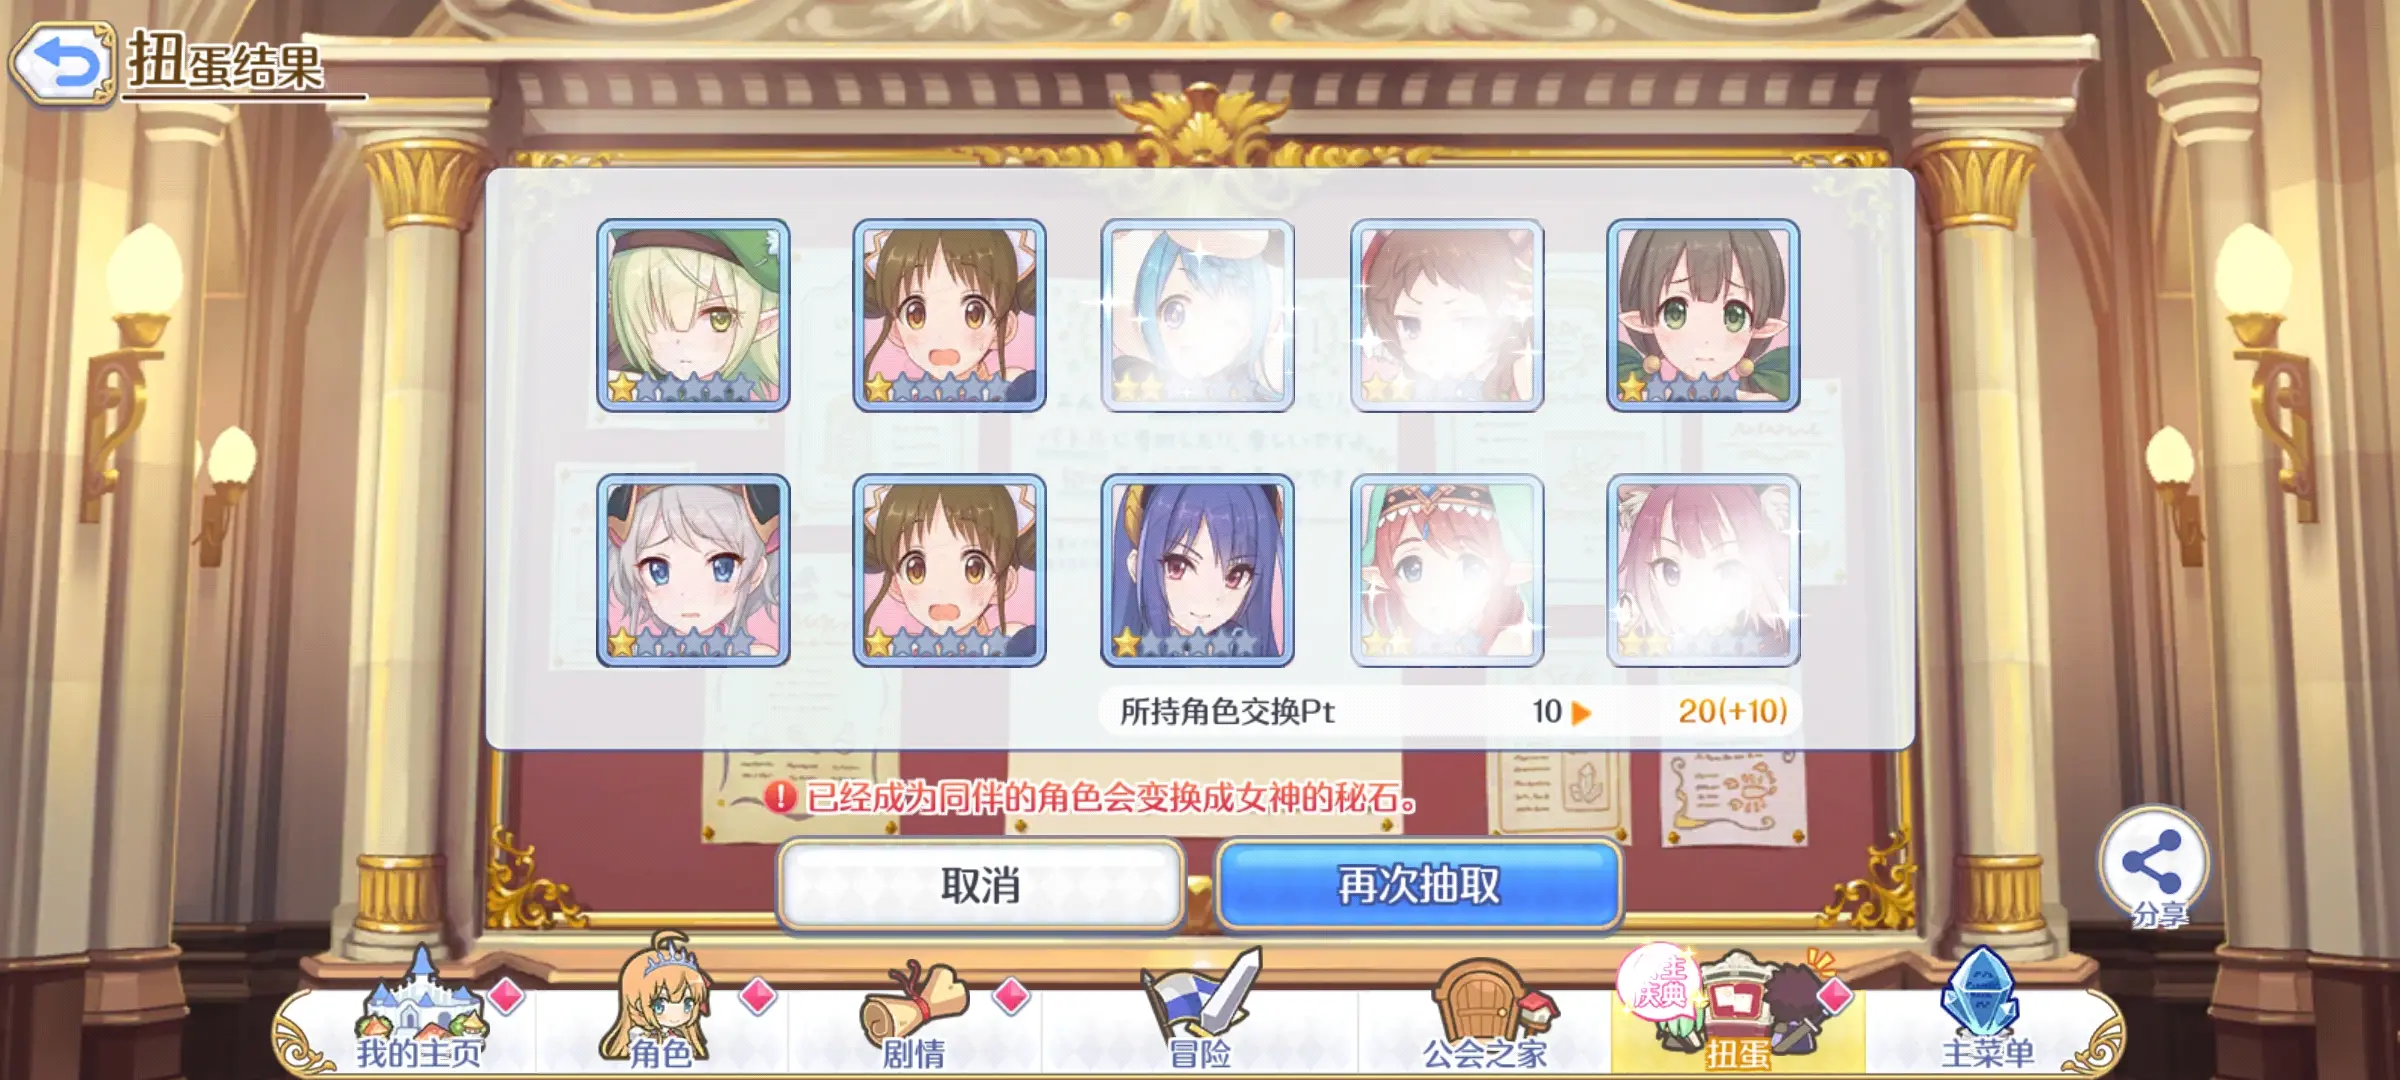 扭蛋结果
所持角色交换Pt 10 20(+10)
已经成为同伴的角色会变换成女神的秘石。
取消
再次抽取
分享
我的主页
角色
剧情
冒险
公会之家
庆典
扭蛋
主菜单